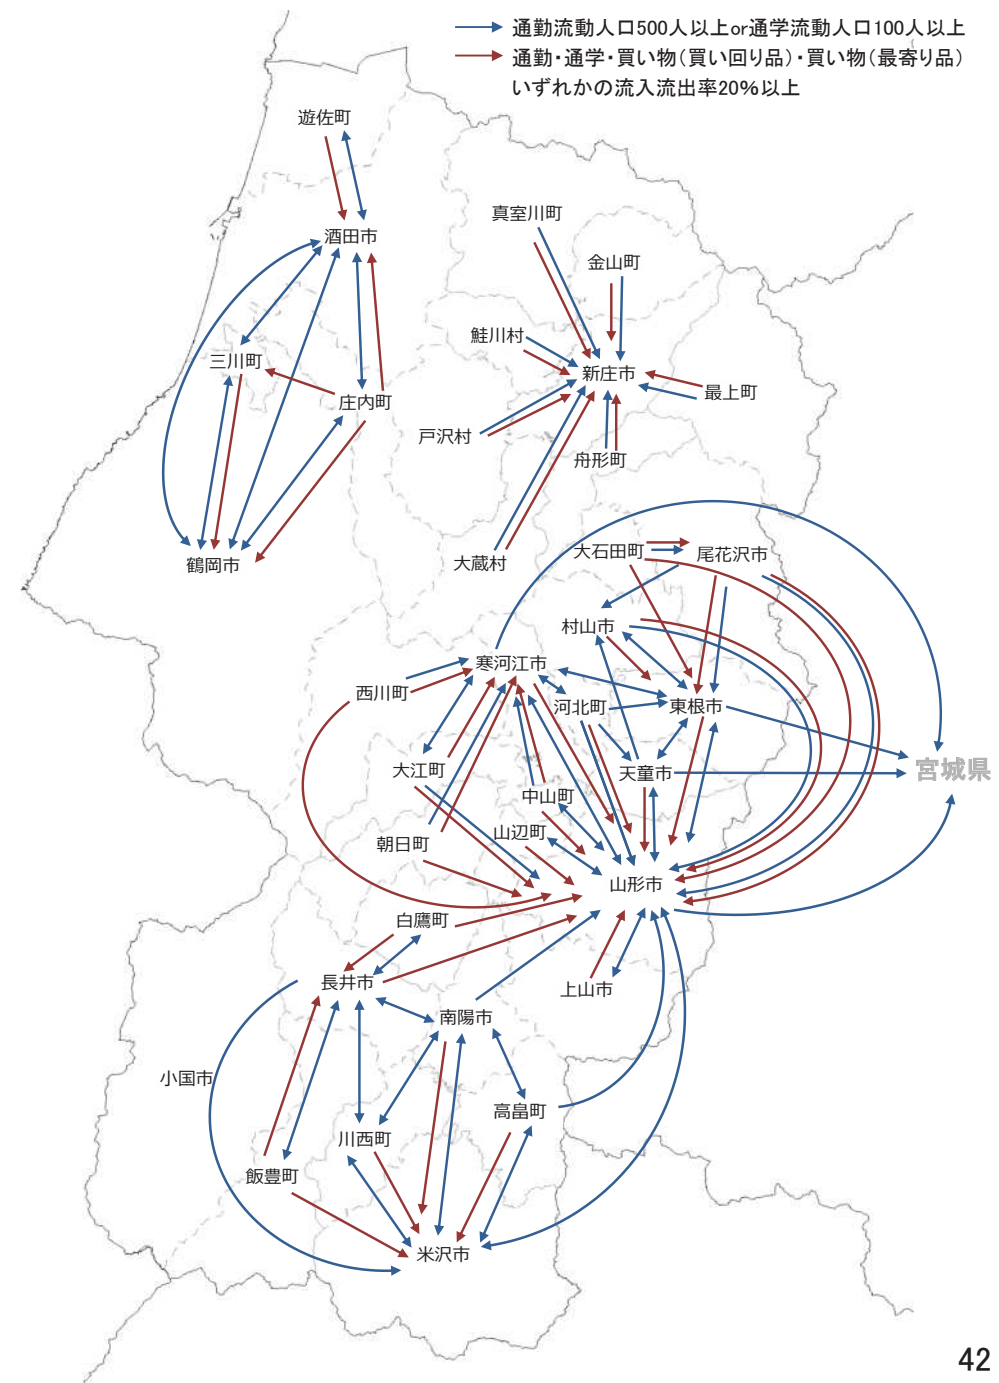 通勤流動人口500人以上or通学流動人口100人以上
通勤・通学・買い物(買い回り品)・買い物(最寄り品)
いずれかの流入流出率20%以上
遊佐町
真室川町
酒田市
金山町
鮭川村
三川町
新庄市
最上町
庄内町
戸沢村
舟形町
大石田町
尾花沢市
鶴岡市
大蔵村
村山市
寒河江市
西川町
河北町
東根市
大江町
天童市
宮城県
中山町
山辺町
朝日町
山形市
白鷹町
長井市
上山市
南陽市
小国市
高畠町
川西町
飯豊町
米沢市
42